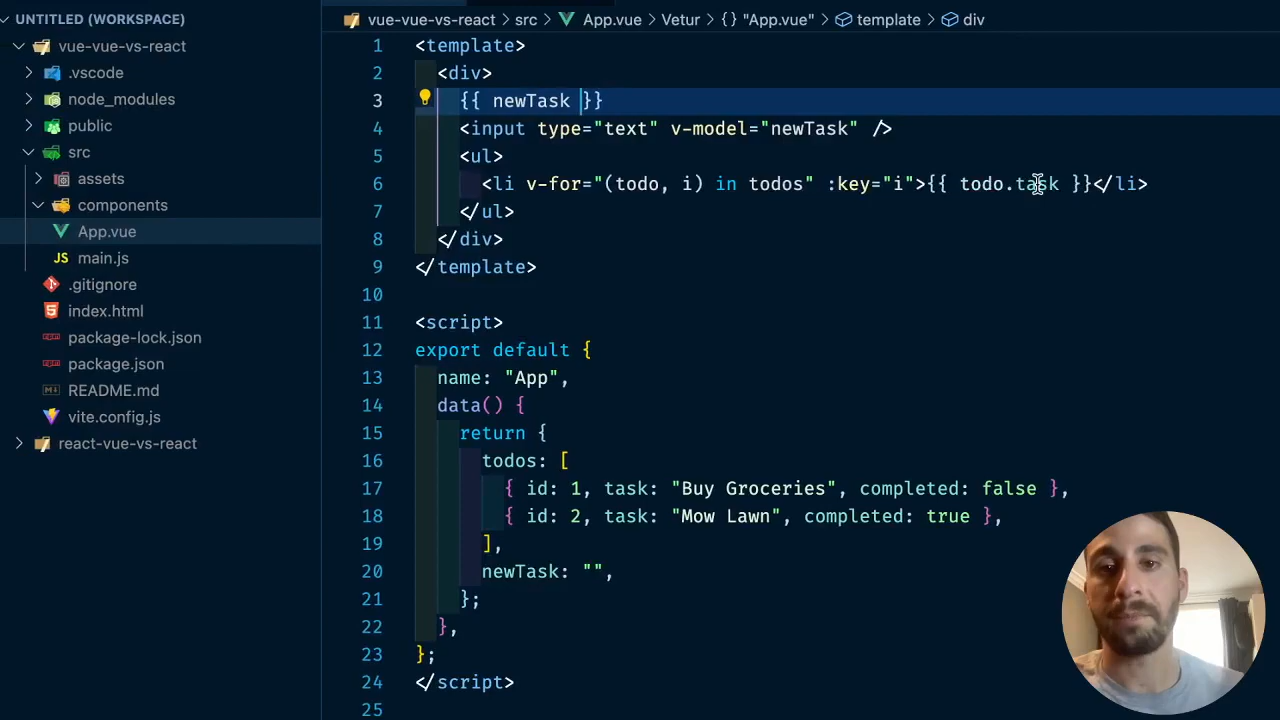 UNTITLED (WORKSPACE)
vue-vue-vs-react
.vscode
node_modules
public
src
assets
components
App.vue
JS main.js
.gitignore
index.html
package-lock.json
package.json
README.md
vite.config.js
react-vue-vs-react
vue-vue-vs-react > src > App.vue > Vetur > {} "App.vue" > template > div
1 <template>
2 <div>
3 {{ newTask }}
4 <input type="text" v-model="newTask" />
5 <ul>
6 <li v-for="(todo, i) in todos" :key="i">{{ todo.task }}</li>
7 </ul>
8 </div>
9 </template>
10
11 <script>
12 export default {
13 name: "App",
14 data() {
15 return {
16 todos: [
17 { id: 1, task: "Buy Groceries", completed: false },
18 { id: 2, task: "Mow Lawn", completed: true },
19 ],
20 newTask: "",
21 };
22 },
23 };
24 </script>
25